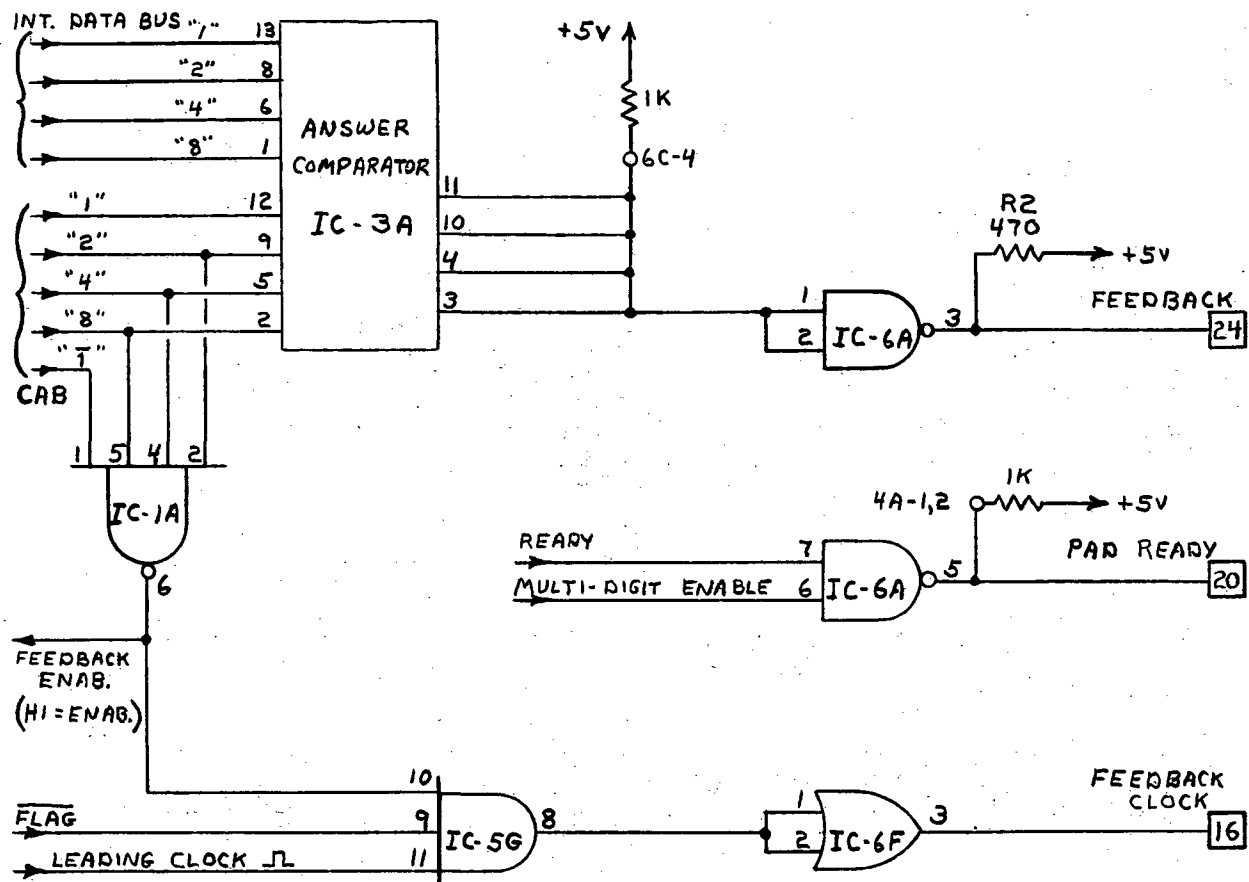 INT. DATA BUS "1" 13
"2" 8
"4" 6
"8" 1
ANSWER
COMPARATOR
IC-3A
"1" 12
"2" 9
"4" 5
"8" 2
"1̅"
CAB
11
10
4
3
+5V
1K
6C-4
1
2
IC-6A
3
R2
470
+5V
FEEDBACK
24
1 5 4 2
IC-1A
6
FEEDBACK
ENAB.
(HI=ENAB.)
READY 7
MULTI-DIGIT ENABLE 6
IC-6A
5
4A-1,2
1K
+5V
PAD READY
20
10
F̅L̅A̅G̅ 9
LEADING CLOCK 11
IC-5G
8
1
2
IC-6F
3
FEEDBACK
CLOCK
16